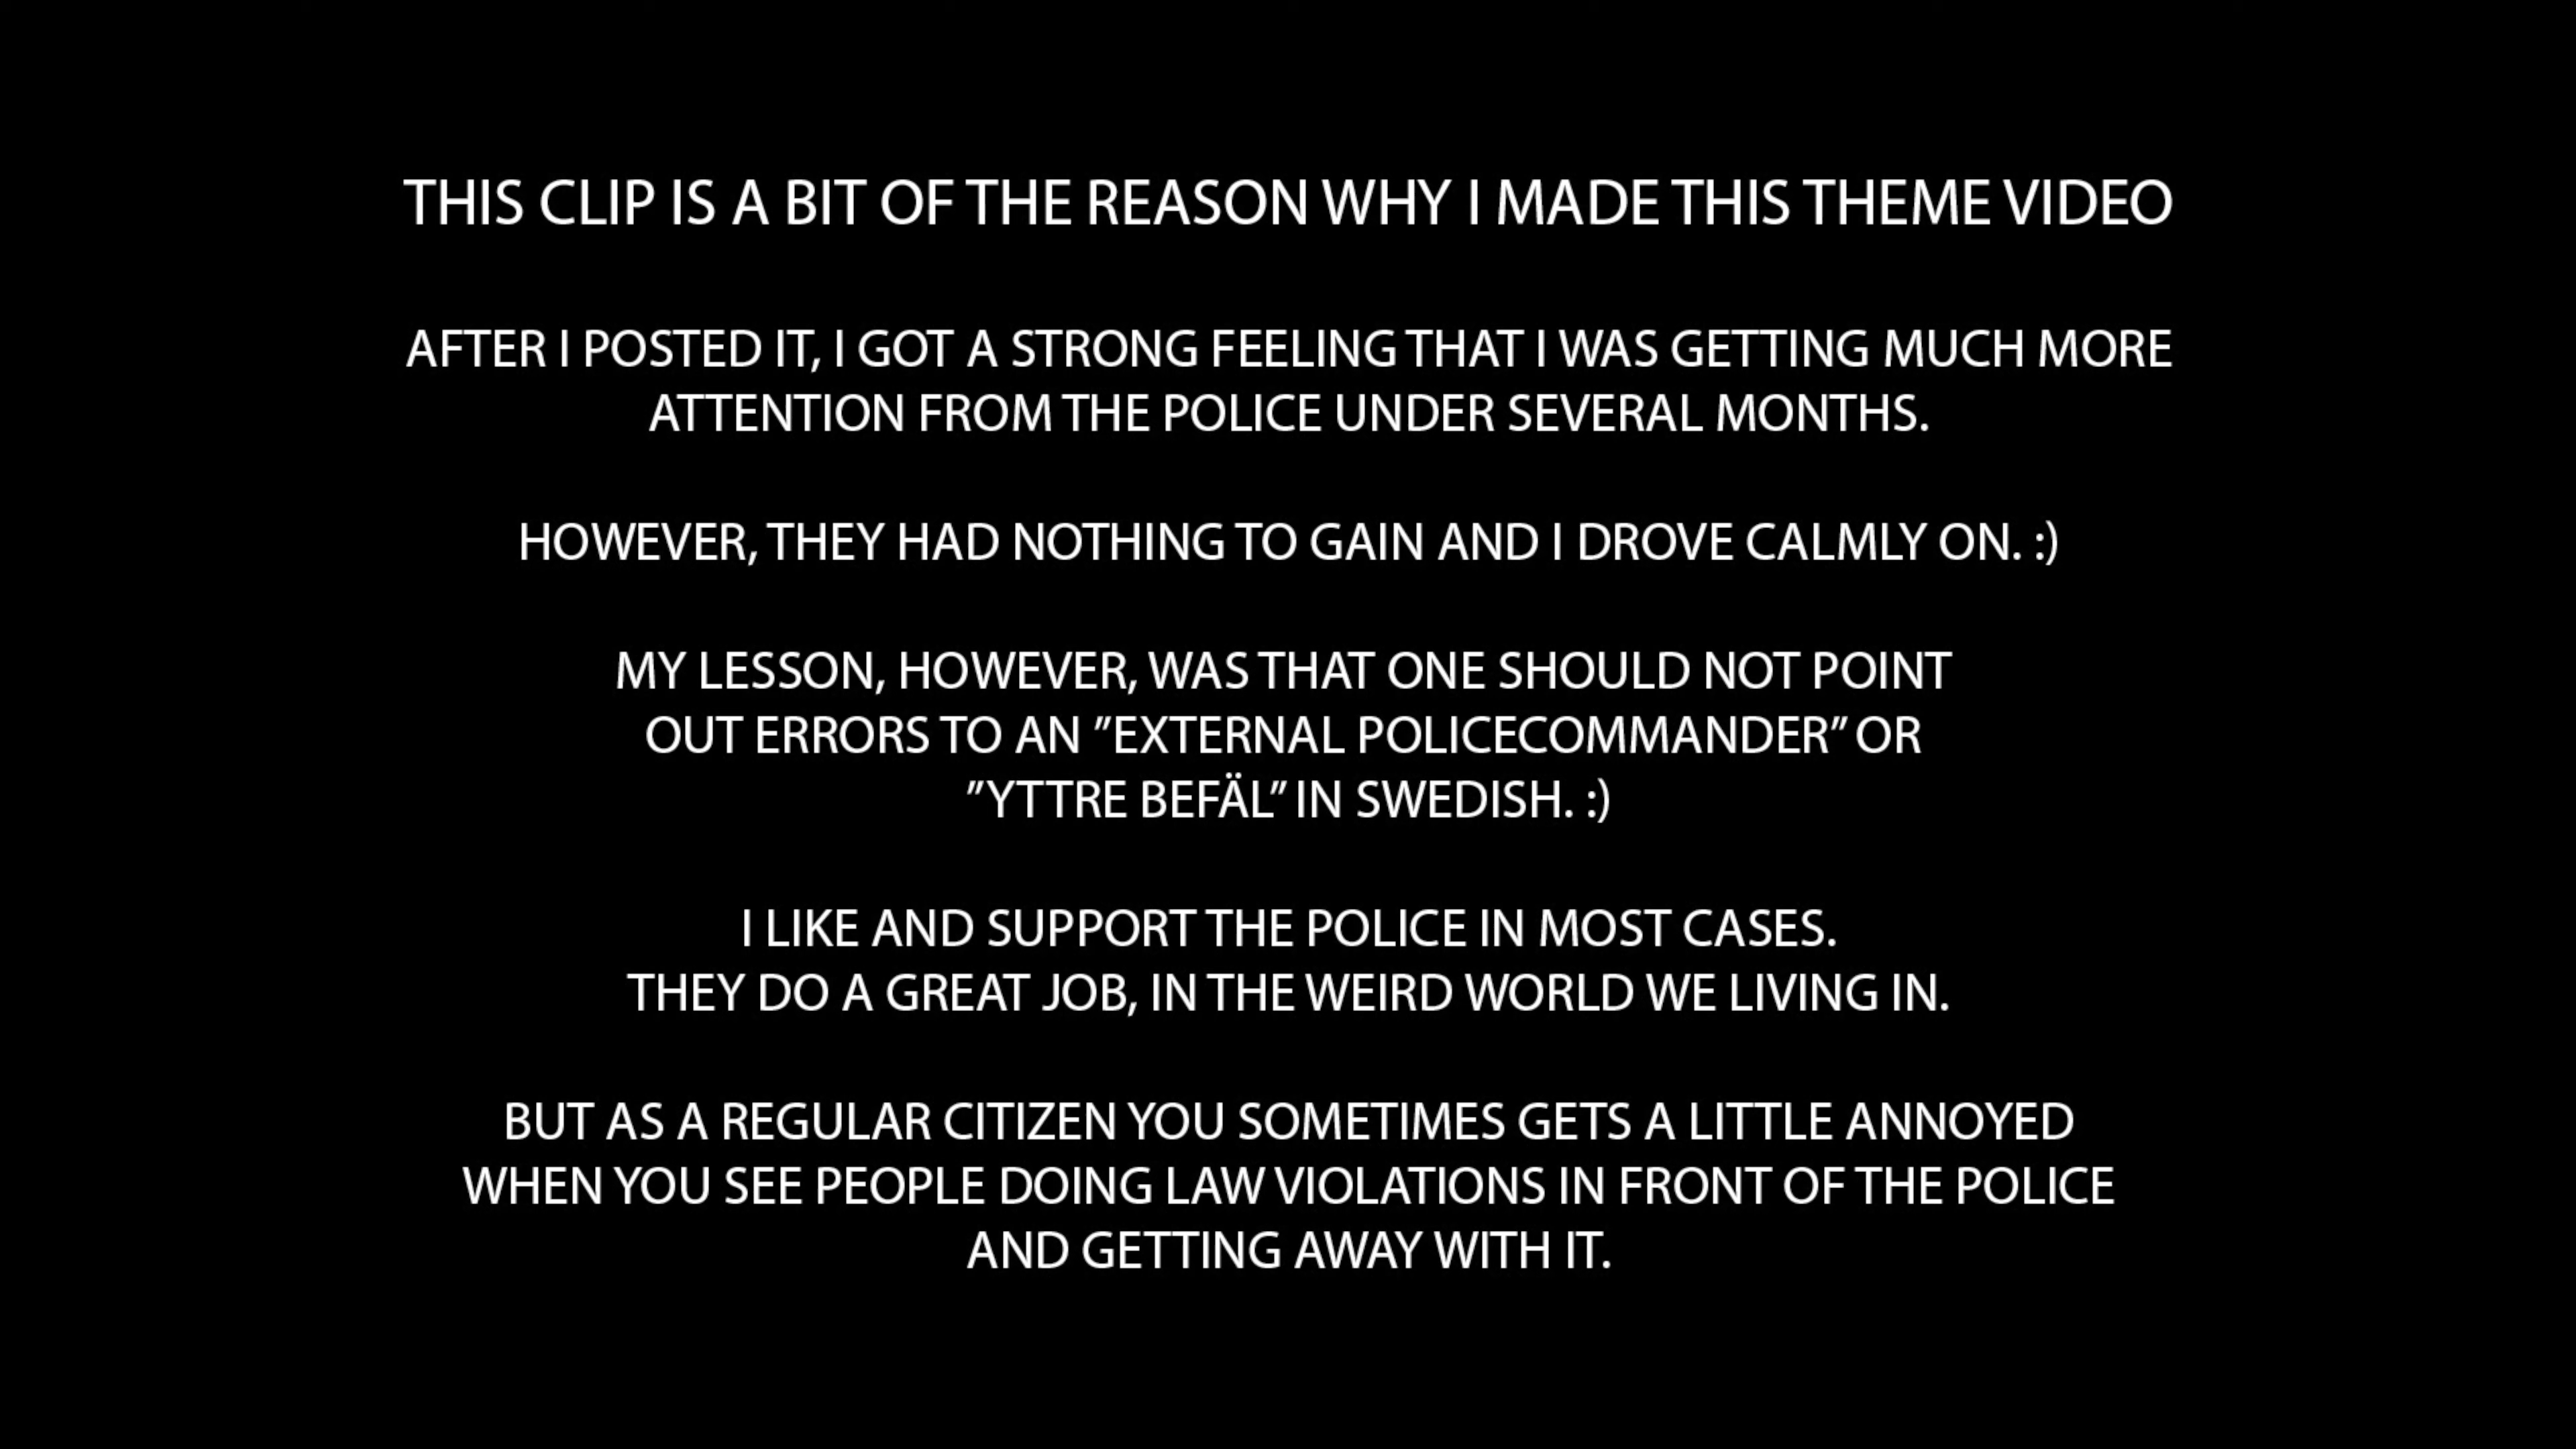 THIS CLIP IS A BIT OF THE REASON WHY I MADE THIS THEME VIDEO
AFTER I POSTED IT, I GOT A STRONG FEELING THAT I WAS GETTING MUCH MORE
ATTENTION FROM THE POLICE UNDER SEVERAL MONTHS.
HOWEVER, THEY HAD NOTHING TO GAIN AND I DROVE CALMLY ON. :)
MY LESSON, HOWEVER, WAS THAT ONE SHOULD NOT POINT
OUT ERRORS TO AN ”EXTERNAL POLICECOMMANDER” OR
”YTTRE BEFÄL” IN SWEDISH. :)
I LIKE AND SUPPORT THE POLICE IN MOST CASES.
THEY DO A GREAT JOB, IN THE WEIRD WORLD WE LIVING IN.
BUT AS A REGULAR CITIZEN YOU SOMETIMES GETS A LITTLE ANNOYED
WHEN YOU SEE PEOPLE DOING LAW VIOLATIONS IN FRONT OF THE POLICE
AND GETTING AWAY WITH IT.